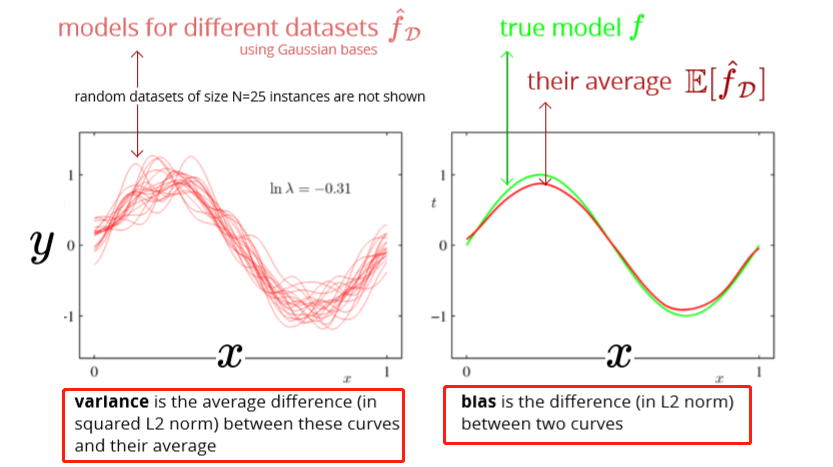 models for different datasets f̂_𝒟
using Gaussian bases
random datasets of size N=25 instances are not shown
true model f
their average 𝔼[f̂_𝒟]
1
ln λ = −0.31
y
0
-1
x
0
x
1
1
t
0
−1
x
0
x
1
variance is the average difference (in
squared L2 norm) between these curves
and their average
bias is the difference (in L2 norm)
between two curves